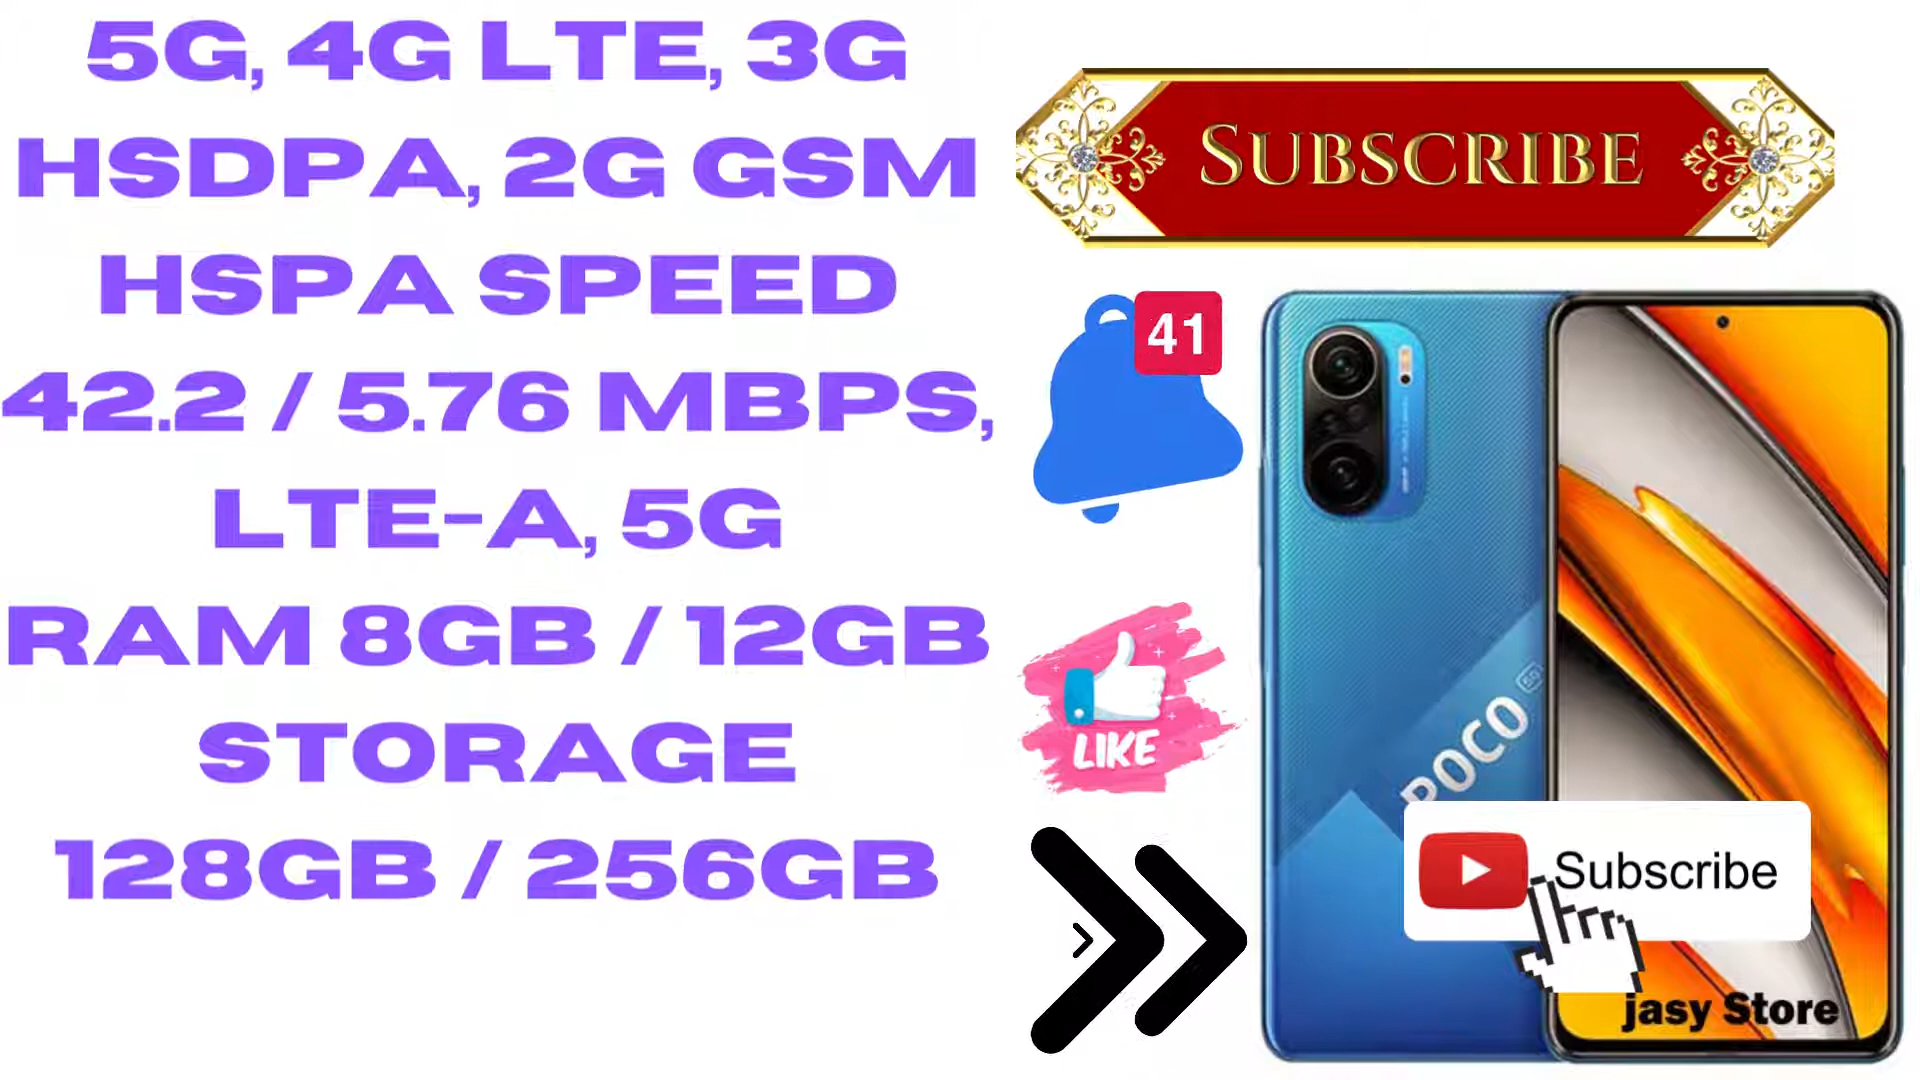 5G, 4G LTE, 3G
HSDPA, 2G GSM
HSPA SPEED
42.2 / 5.76 MBPS,
LTE-A, 5G
RAM 8GB / 12GB
STORAGE
128GB / 256GB
SUBSCRIBE
41
LIKE
POCO
5G
Subscribe
jasy Store